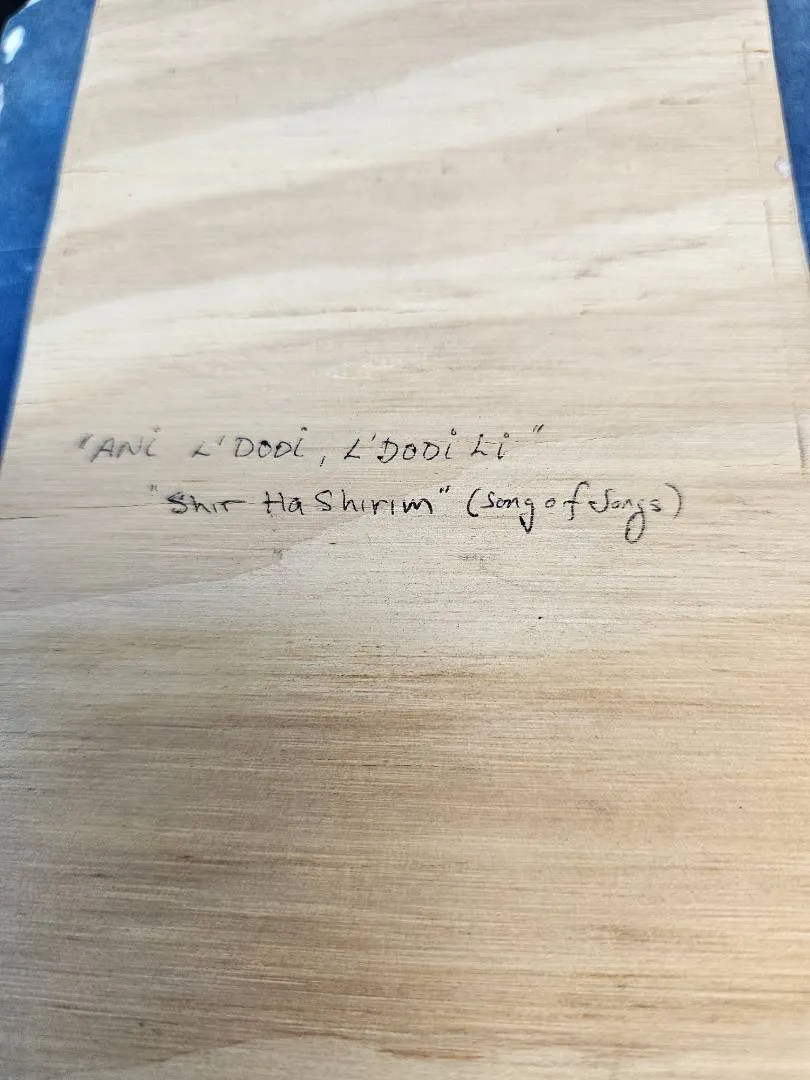 "ANi L'DODi, L'DODi Li"
"Shir Ha Shirim" (Song of Songs)